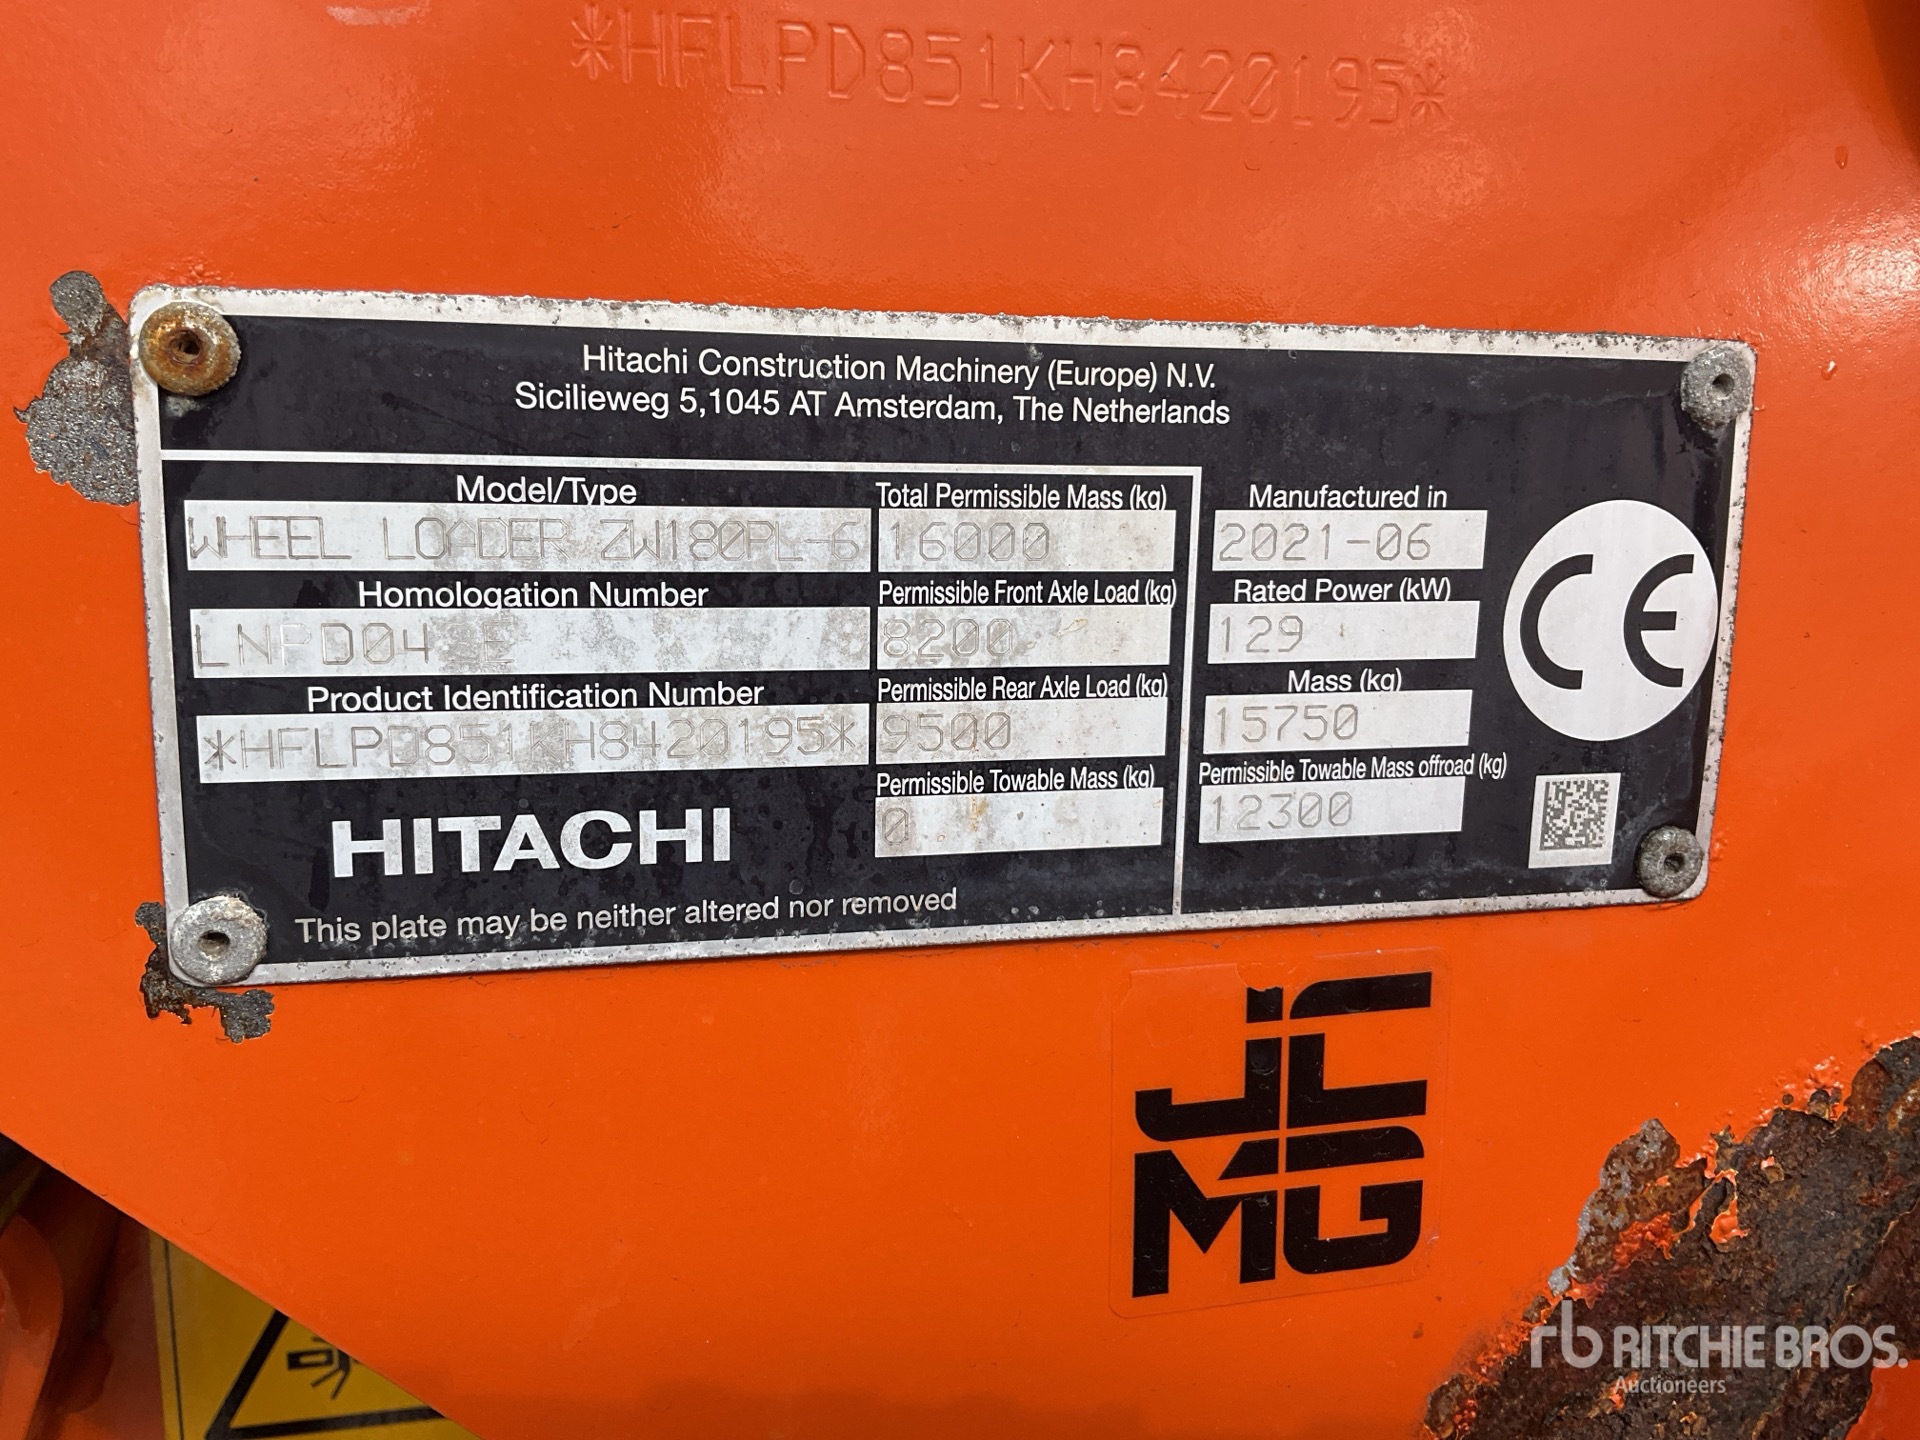 *HFLPD851KH8420195*
Hitachi Construction Machinery (Europe) N.V.
Sicilieweg 5,1045 AT Amsterdam, The Netherlands
Model/Type
WHEEL LOADER ZW180PL-6
Homologation Number
LNPD04 E
Product Identification Number
*HFLPD851KH8420195*
HITACHI
This plate may be neither altered nor removed
Total Permissible Mass (kg)
16000
Permissible Front Axle Load (kg)
8200
Permissible Rear Axle Load (kg)
9500
Permissible Towable Mass (kg)
0
Manufactured in
2021-06
Rated Power (kW)
129
Mass (kg)
15750
Permissible Towable Mass offroad (kg)
12300
CE
JC
MG
rb RITCHIE BROS.
Auctioneers